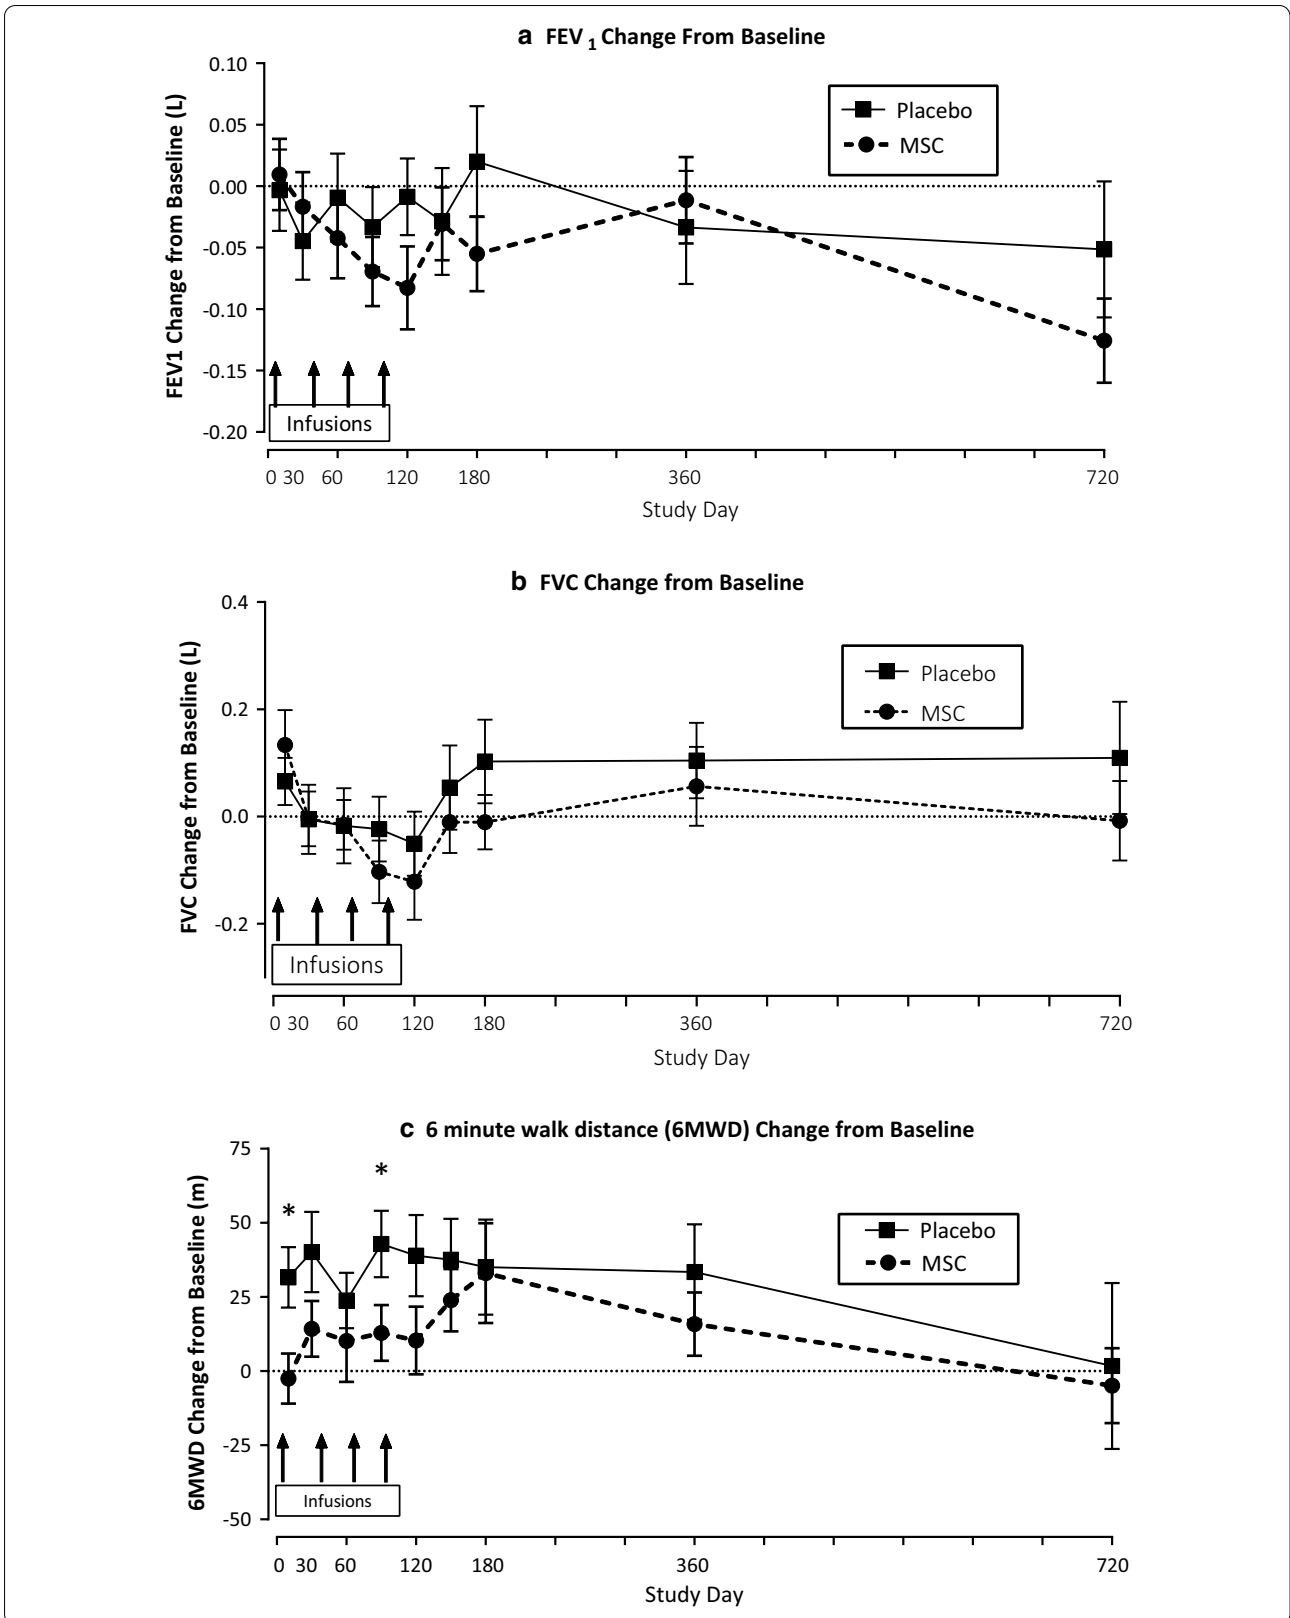 a FEV 1 Change From Baseline
FEV1 Change from Baseline (L)
0.10
0.05
0.00
-0.05
-0.10
-0.15
-0.20
Placebo
MSC
Infusions
0 30 60 120 180 360 720
Study Day
b FVC Change from Baseline
FVC Change from Baseline (L)
0.4
0.2
0.0
-0.2
Placebo
MSC
Infusions
0 30 60 120 180 360 720
Study Day
c 6 minute walk distance (6MWD) Change from Baseline
6MWD Change from Baseline (m)
75
50
25
0
-25
-50
*
*
Placebo
MSC
Infusions
0 30 60 120 180 360 720
Study Day